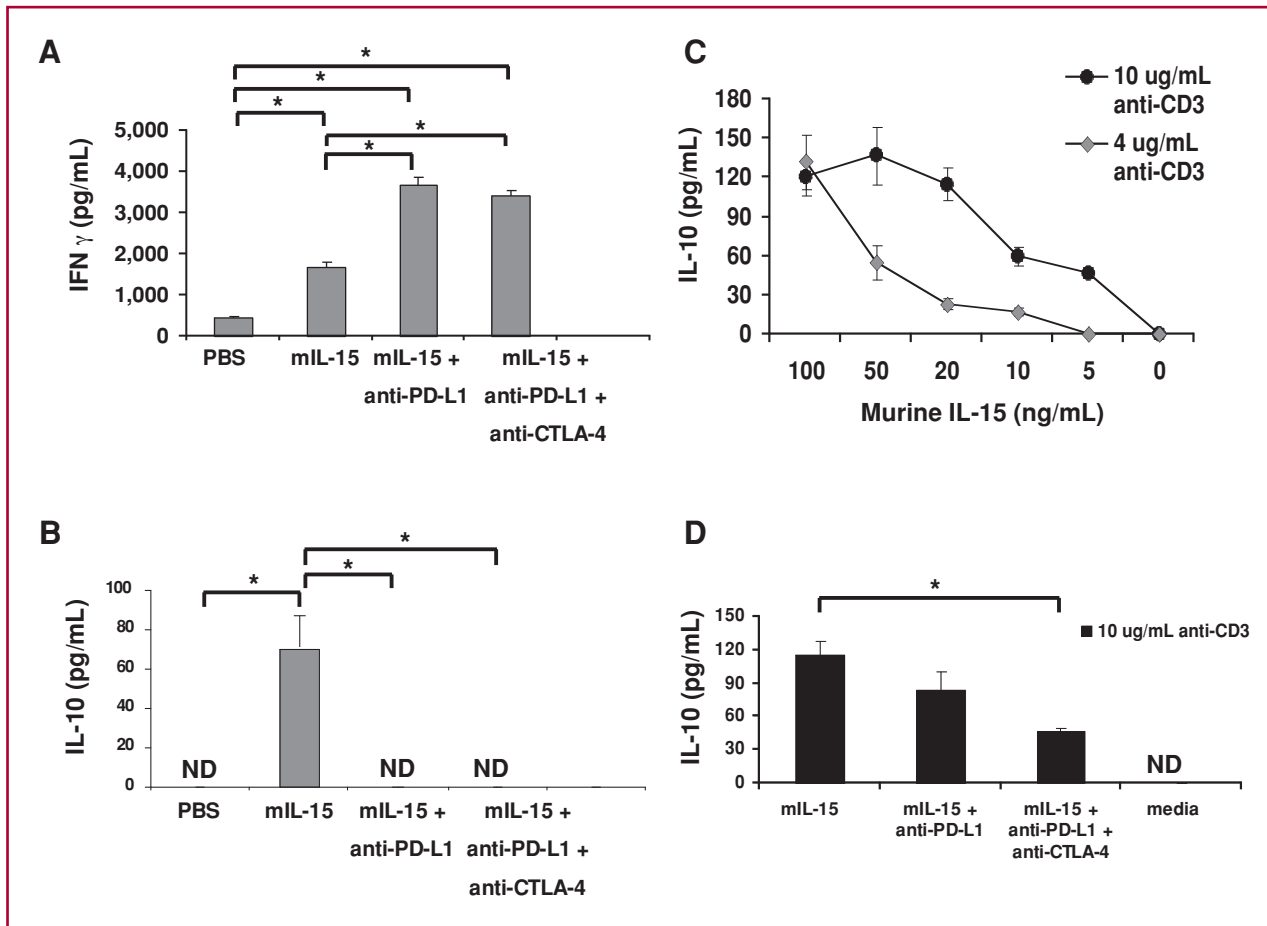 A
*
*
*
*
*
IFN γ (pg/mL)
5,000
4,000
3,000
2,000
1,000
0
PBS
mIL-15
mIL-15 +
anti-PD-L1
mIL-15 +
anti-PD-L1 +
anti-CTLA-4
B
*
*
*
IL-10 (pg/mL)
100
80
60
40
20
0
ND
ND
ND
PBS
mIL-15
mIL-15 +
anti-PD-L1
mIL-15 +
anti-PD-L1 +
anti-CTLA-4
C
10 ug/mL
anti-CD3
4 ug/mL
anti-CD3
IL-10 (pg/mL)
180
150
120
90
60
30
0
100
50
20
10
5
0
Murine IL-15 (ng/mL)
D
*
10 ug/mL anti-CD3
IL-10 (pg/mL)
150
120
90
60
30
0
ND
mIL-15
mIL-15 +
anti-PD-L1
mIL-15 +
anti-PD-L1 +
anti-CTLA-4
media